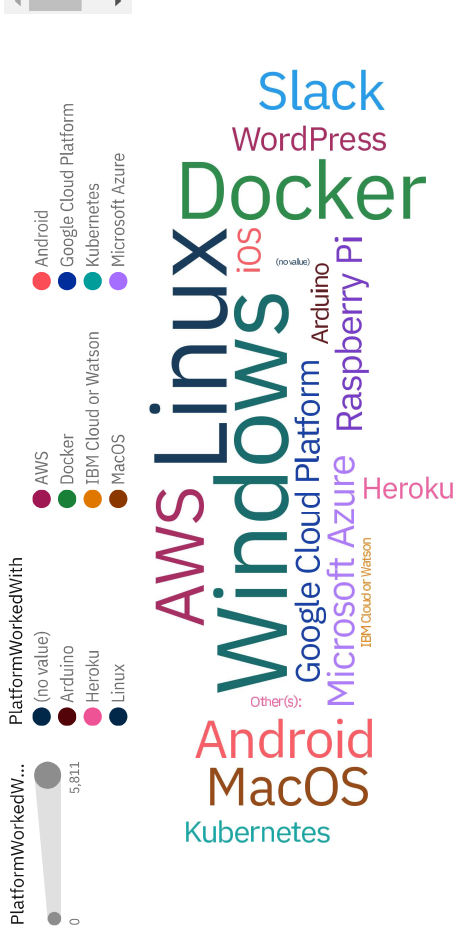 PlatformWorkedW...
0
5,811
PlatformWorkedWith
(no value)
AWS
Android
Arduino
Docker
Google Cloud Platform
Heroku
IBM Cloud or Watson
Kubernetes
Linux
MacOS
Microsoft Azure
Slack
WordPress
Docker
Linux
iOS
(no value)
Arduino
Raspberry Pi
Windows
AWS
Google Cloud Platform
Microsoft Azure
Heroku
IBM Cloud or Watson
Other(s):
Android
MacOS
Kubernetes